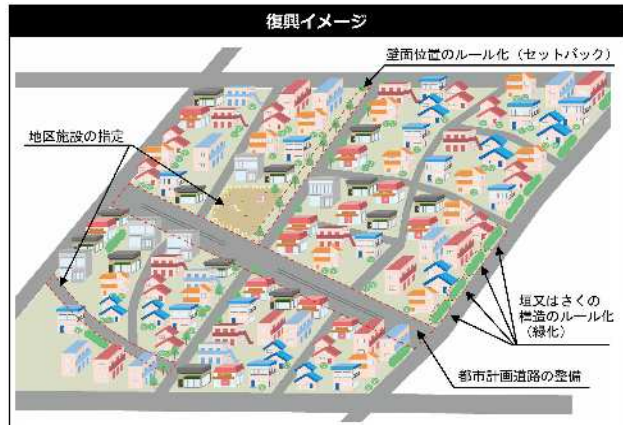 復興イメージ
壁面位置のルール化（セットバック）
地区施設の指定
垣又はさくの
構造のルール化
（緑化）
都市計画道路の整備